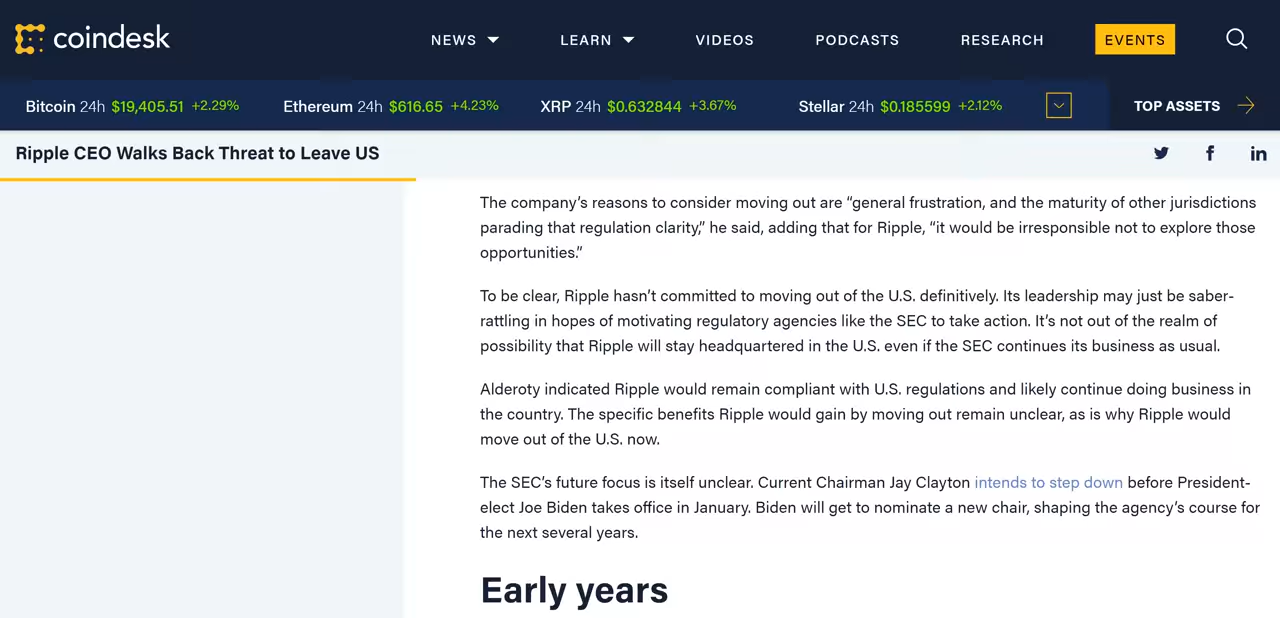 coindesk
NEWS LEARN VIDEOS PODCASTS RESEARCH EVENTS
Bitcoin 24h $19,405.51 +2.29% Ethereum 24h $616.65 +4.23% XRP 24h $0.632844 +3.67% Stellar 24h $0.185599 +2.12% TOP ASSETS
Ripple CEO Walks Back Threat to Leave US
The company’s reasons to consider moving out are “general frustration, and the maturity of other jurisdictions
parading that regulation clarity,” he said, adding that for Ripple, “it would be irresponsible not to explore those
opportunities.”
To be clear, Ripple hasn’t committed to moving out of the U.S. definitively. Its leadership may just be saber-
rattling in hopes of motivating regulatory agencies like the SEC to take action. It’s not out of the realm of
possibility that Ripple will stay headquartered in the U.S. even if the SEC continues its business as usual.
Alderoty indicated Ripple would remain compliant with U.S. regulations and likely continue doing business in
the country. The specific benefits Ripple would gain by moving out remain unclear, as is why Ripple would
move out of the U.S. now.
The SEC’s future focus is itself unclear. Current Chairman Jay Clayton intends to step down before President-
elect Joe Biden takes office in January. Biden will get to nominate a new chair, shaping the agency’s course for
the next several years.
Early years